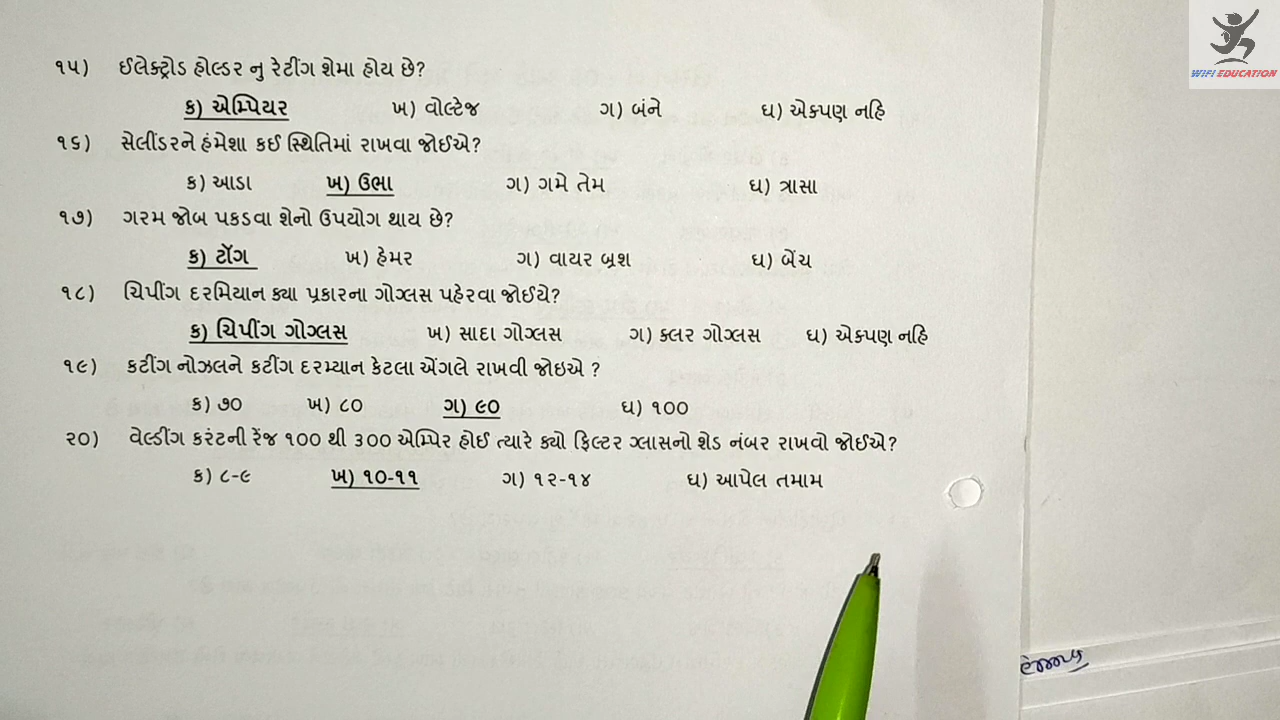 WIFI EDUCATION
૧૫) ઈલેક્ટ્રોડ હોલ્ડર નુ રેટીંગ શેમા હોય છે?
ક) એમ્પિયર ખ) વોલ્ટેજ ગ) બંને ઘ) એકપણ નહિ
૧૬) સેલીંડરને હંમેશા કઈ સ્થિતિમાં રાખવા જોઈએ?
ક) આડા ખ) ઉભા ગ) ગમે તેમ ઘ) ત્રાસા
૧૭) ગરમ જોબ પકડવા શેનો ઉપયોગ થાય છે?
ક) ટૉગ ખ) હેમર ગ) વાયર બ્રશ ઘ) બેંચ
૧૮) ચિપીંગ દરમિયાન ક્યા પ્રકારના ગોગ્લસ પહેરવા જોઈયે?
ક) ચિપીંગ ગોગ્લસ ખ) સાદા ગોગ્લસ ગ) ક્લર ગોગ્લસ ઘ) એકપણ નહિ
૧૯) કટીંગ નોઝલને કટીંગ દરમ્યાન કેટલા એંગલે રાખવી જોઇએ ?
ક) ૭૦ ખ) ૮૦ ગ) ૯૦ ઘ) ૧૦૦
૨૦) વેલ્ડીંગ કરંટની રેંજ ૧૦૦ થી ૩૦૦ એમ્પિર હોઈ ત્યારે ક્યો ફિલ્ટર ગ્લાસનો શેડ નંબર રાખવો જોઈએ?
ક) ૮-૯ ખ) ૧૦-૧૧ ગ) ૧૨-૧૪ ઘ) આપેલ તમામ